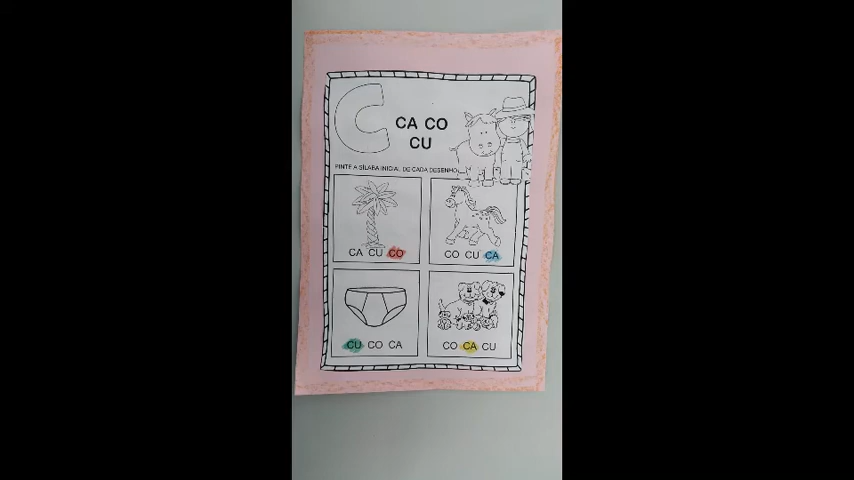 C
CA CO
CU
PINTE A SÍLABA INICIAL DE CADA DESENHO
CA CU CO
CO CU CA
CU CO CA
CO CA CU